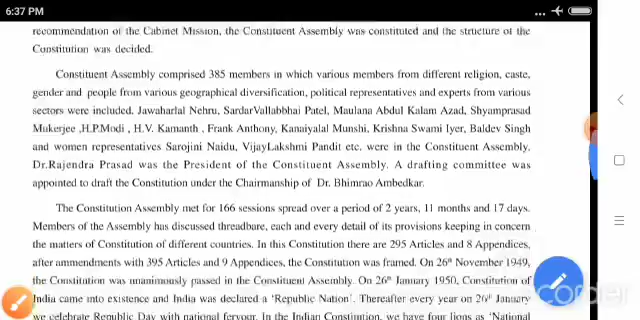 6:37 PM
recommendation of the Cabinet Mission, the Constituent Assembly was constituted and the structure of the
Constitution was decided.
Constituent Assembly comprised 385 members in which various members from different religion, caste,
gender and people from various geographical diversification, political representatives and experts from various
sectors were included. Jawaharlal Nehru, SardarVallabbhai Patel, Maulana Abdul Kalam Azad, Shyamprasad
Mukerjee ,H.P.Modi , H.V. Kamanth , Frank Anthony, Kanaiyalal Munshi, Krishna Swami Iyer, Baldev Singh
and women representatives Sarojini Naidu, VijayLakshmi Pandit etc. were in the Constituent Assembly.
Dr.Rajendra Prasad was the President of the Constituent Assembly. A drafting committee was
appointed to draft the Constitution under the Chairmanship of Dr. Bhimrao Ambedkar.
The Constitution Assembly met for 166 sessions spread over a period of 2 years, 11 months and 17 days.
Members of the Assembly has discussed threadbare, each and every detail of its provisions keeping in concern
the matters of Constitution of different countries. In this Constitution there are 295 Articles and 8 Appendices,
after ammendments with 395 Articles and 9 Appendices, the Constitution was framed. On 26th November 1949,
the Constitution was unanimously passed in the Constituent Assembly. On 26th January 1950, Constitution of
India came into existence and India was declared a 'Republic Nation'. Thereafter every year on 26th January
we celebrate Republic Day with national fervour. In the Indian Constitution, we have four lions as 'National